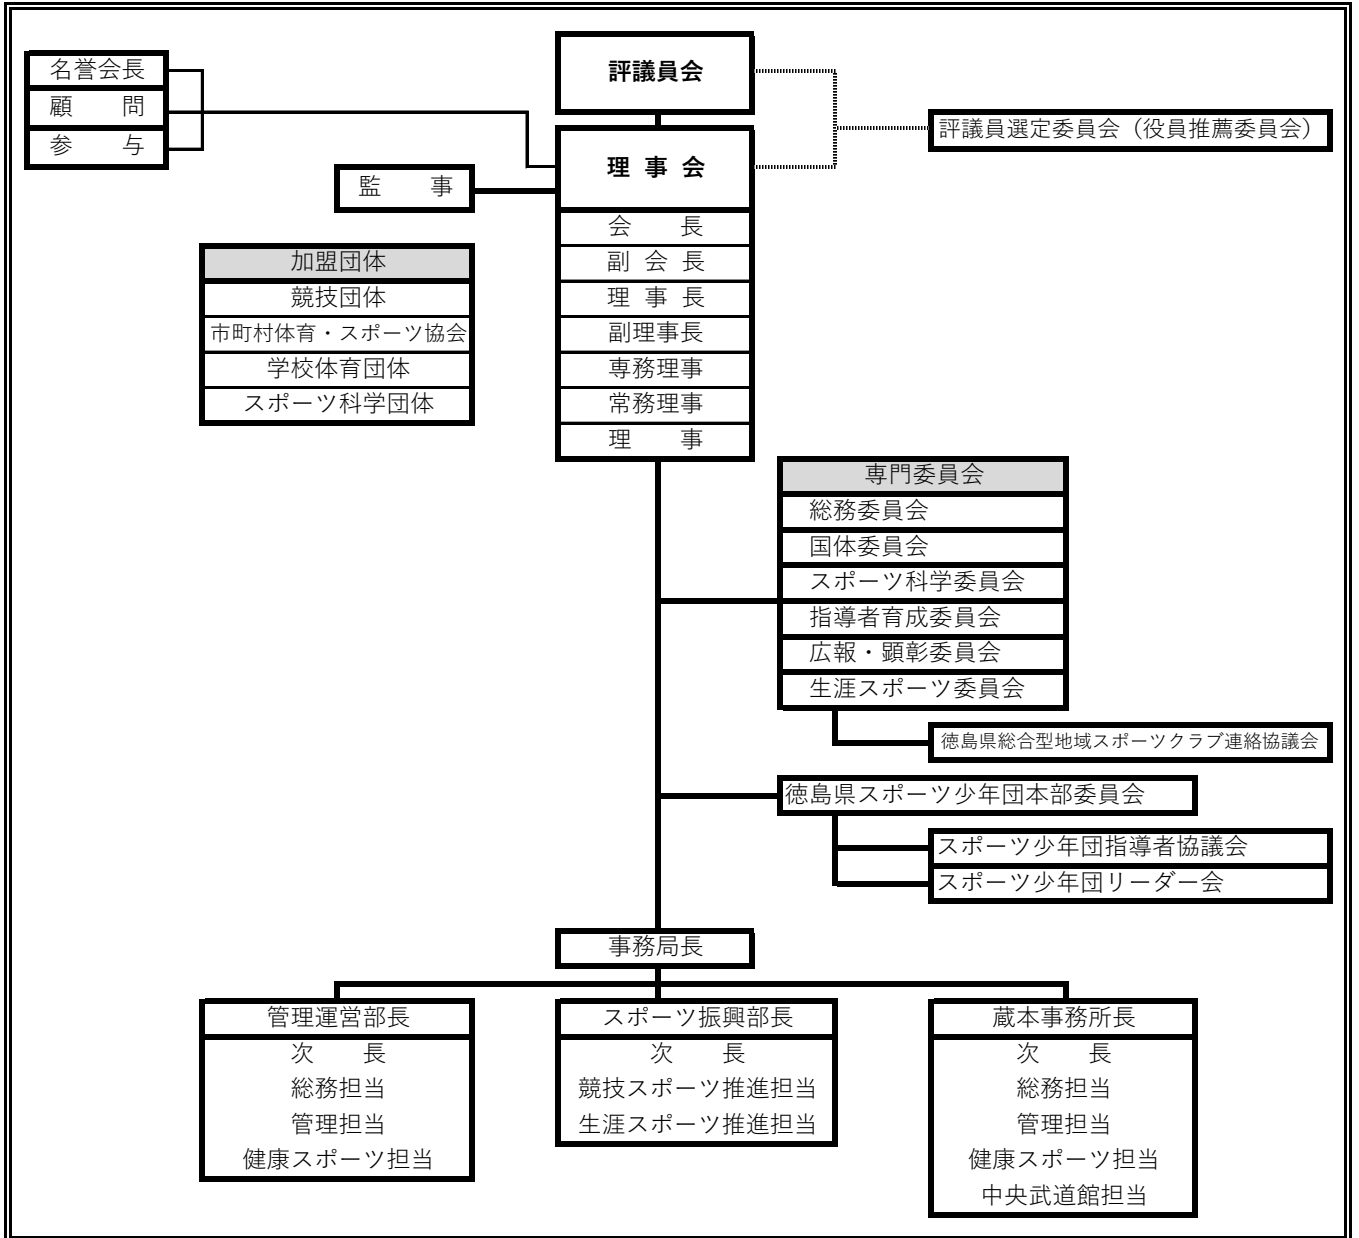 名誉会長
顧　　問
参　　与
評議員会
評議員選定委員会（役員推薦委員会）
理 事 会
監　　事
会　　長
副 会 長
理 事 長
副理事長
専務理事
常務理事
理　　事
加盟団体
競技団体
市町村体育・スポーツ協会
学校体育団体
スポーツ科学団体
専門委員会
総務委員会
国体委員会
スポーツ科学委員会
指導者育成委員会
広報・顕彰委員会
生涯スポーツ委員会
徳島県総合型地域スポーツクラブ連絡協議会
徳島県スポーツ少年団本部委員会
スポーツ少年団指導者協議会
スポーツ少年団リーダー会
事務局長
管理運営部長
次　　長
総務担当
管理担当
健康スポーツ担当
スポーツ振興部長
次　　長
競技スポーツ推進担当
生涯スポーツ推進担当
蔵本事務所長
次　　長
総務担当
管理担当
健康スポーツ担当
中央武道館担当